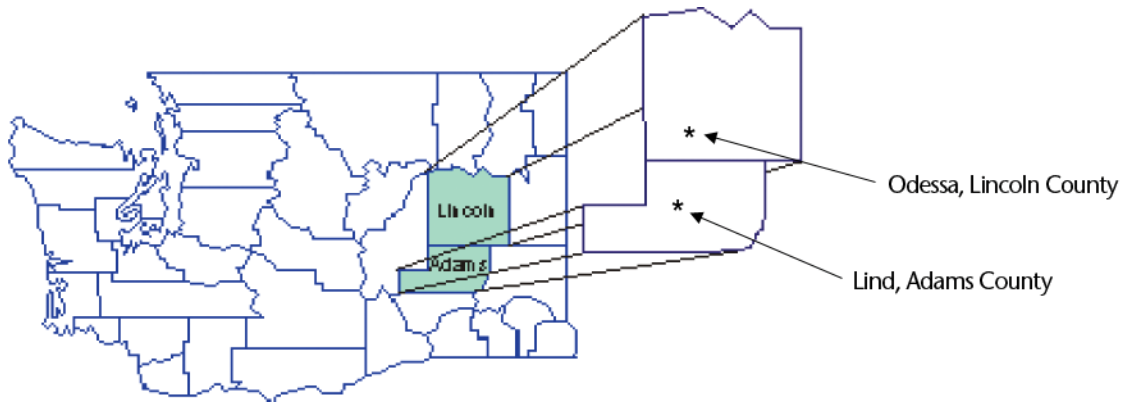 Lincoln
Adams
*
*
Odessa, Lincoln County
Lind, Adams County